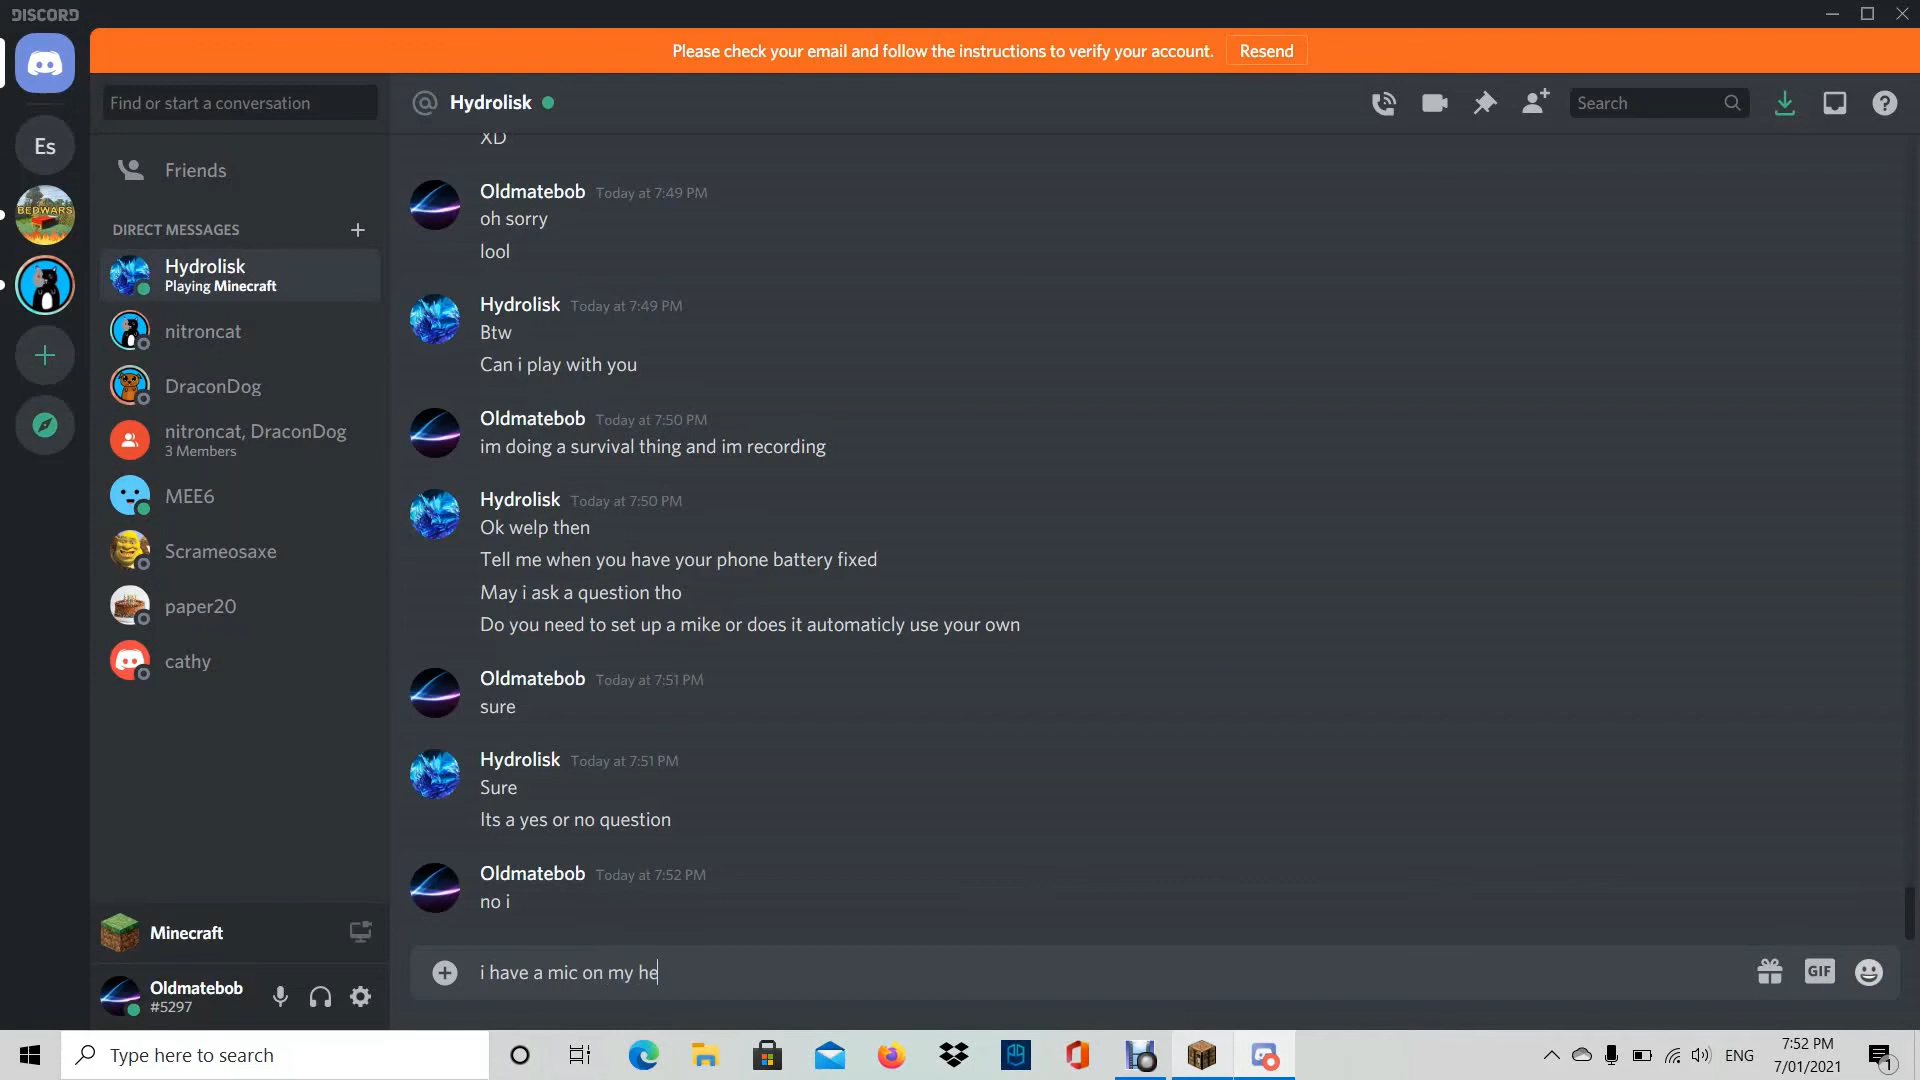 DISCORD
Please check your email and follow the instructions to verify your account. Resend
Find or start a conversation
Hydrolisk
Search
Es
BEDWARS
Friends
DIRECT MESSAGES
Hydrolisk
Playing Minecraft
nitroncat
DraconDog
nitroncat, DraconDog
3 Members
MEE6
Scrameosaxe
paper20
cathy
Minecraft
Oldmatebob
#5297
XD
Oldmatebob Today at 7:49 PM
oh sorry
lool
Hydrolisk Today at 7:49 PM
Btw
Can i play with you
Oldmatebob Today at 7:50 PM
im doing a survival thing and im recording
Hydrolisk Today at 7:50 PM
Ok welp then
Tell me when you have your phone battery fixed
May i ask a question tho
Do you need to set up a mike or does it automaticly use your own
Oldmatebob Today at 7:51 PM
sure
Hydrolisk Today at 7:51 PM
Sure
Its a yes or no question
Oldmatebob Today at 7:52 PM
no i
i have a mic on my he
GIF
Type here to search
ENG
7:52 PM
7/01/2021
1